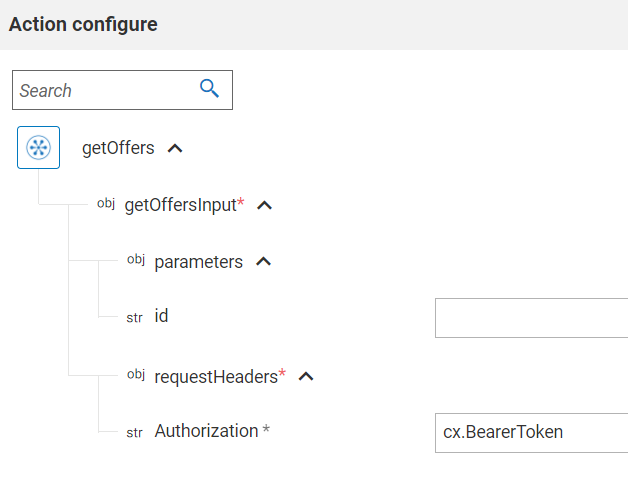 Action configure
Search
getOffers
obj getOffersInput*
obj parameters
str id
obj requestHeaders*
str Authorization * cx.BearerToken